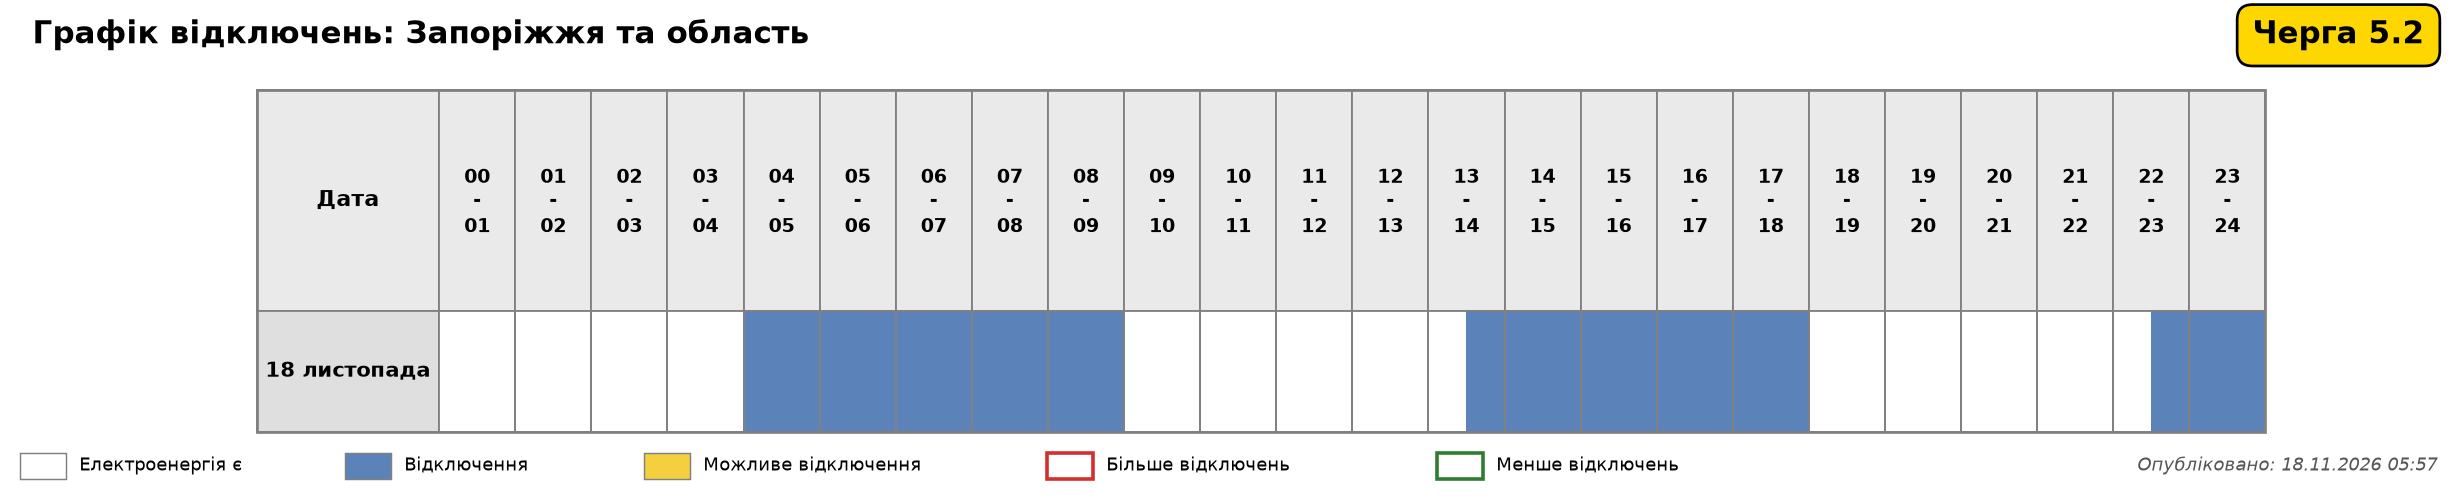 Графік відключень: Запоріжжя та область
Черга 5.2
Дата
00 - 01
01 - 02
02 - 03
03 - 04
04 - 05
05 - 06
06 - 07
07 - 08
08 - 09
09 - 10
10 - 11
11 - 12
12 - 13
13 - 14
14 - 15
15 - 16
16 - 17
17 - 18
18 - 19
19 - 20
20 - 21
21 - 22
22 - 23
23 - 24
18 листопада
Електроенергія є
Відключення
Можливе відключення
Більше відключень
Менше відключень
Опубліковано: 18.11.2026 05:57